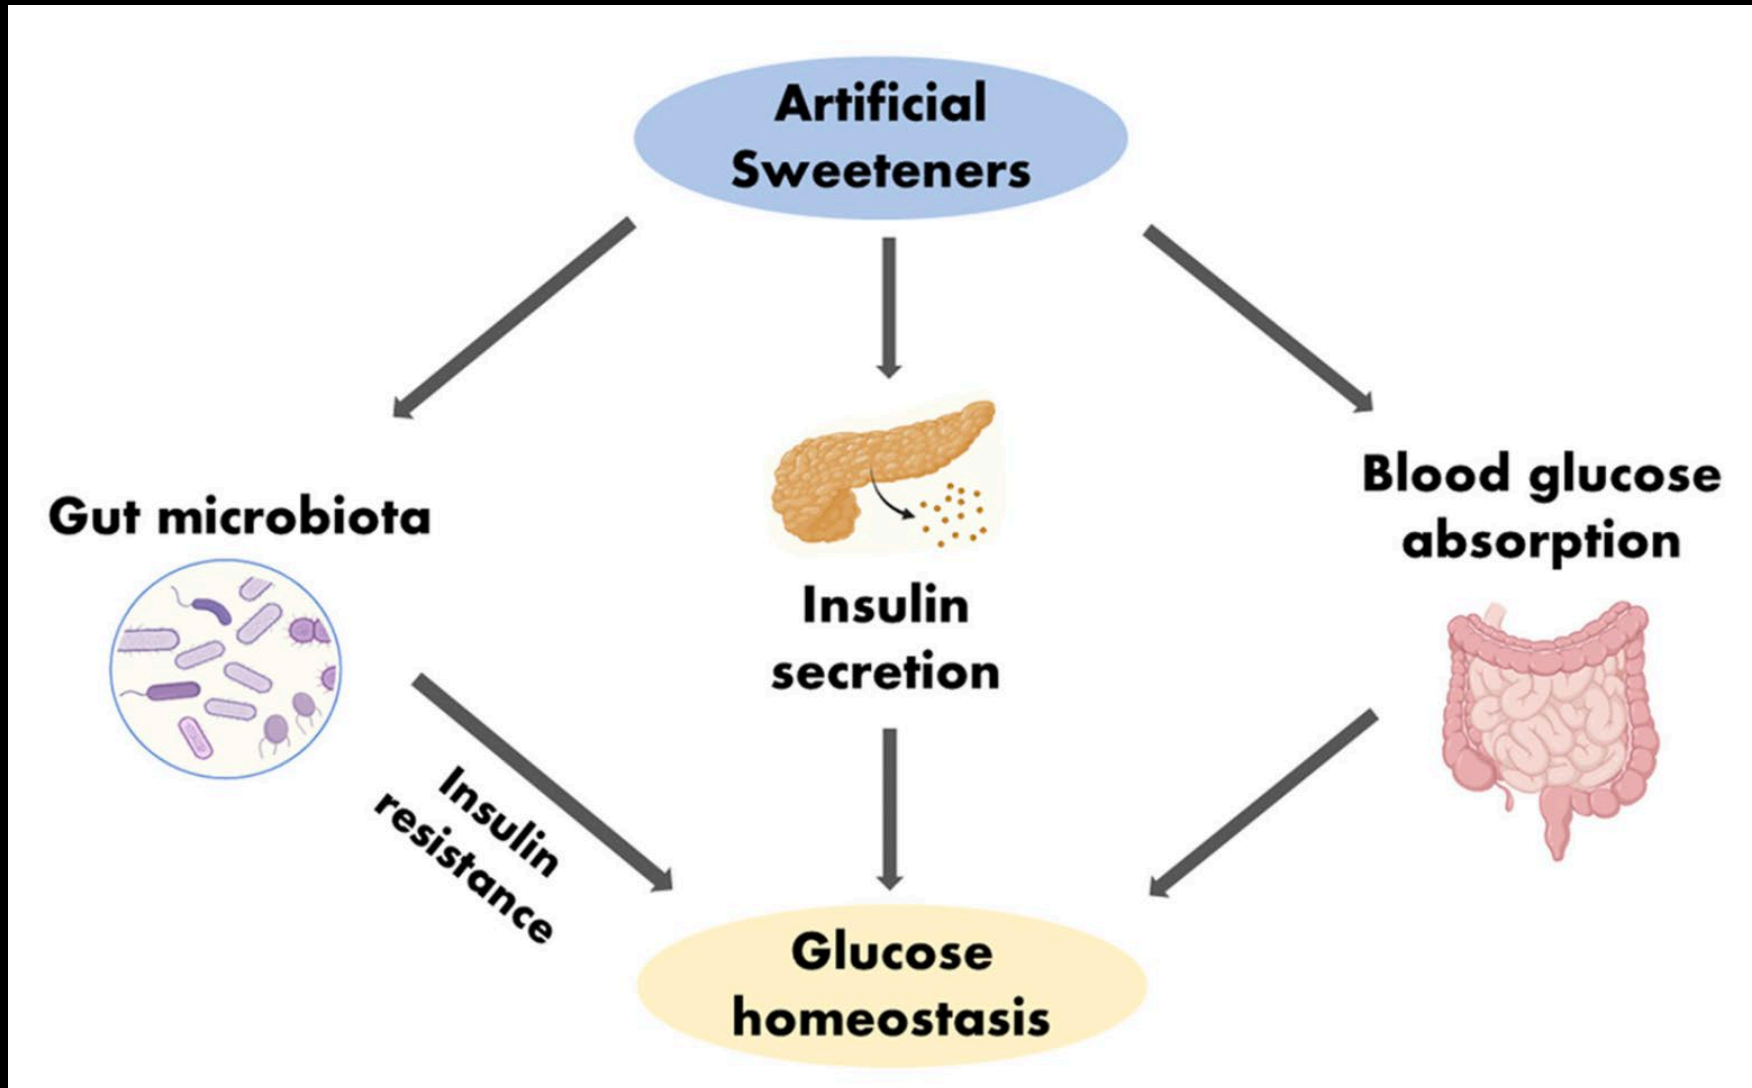 Artificial
Sweeteners
Gut microbiota
Insulin
secretion
Blood glucose
absorption
Insulin
resistance
Glucose
homeostasis